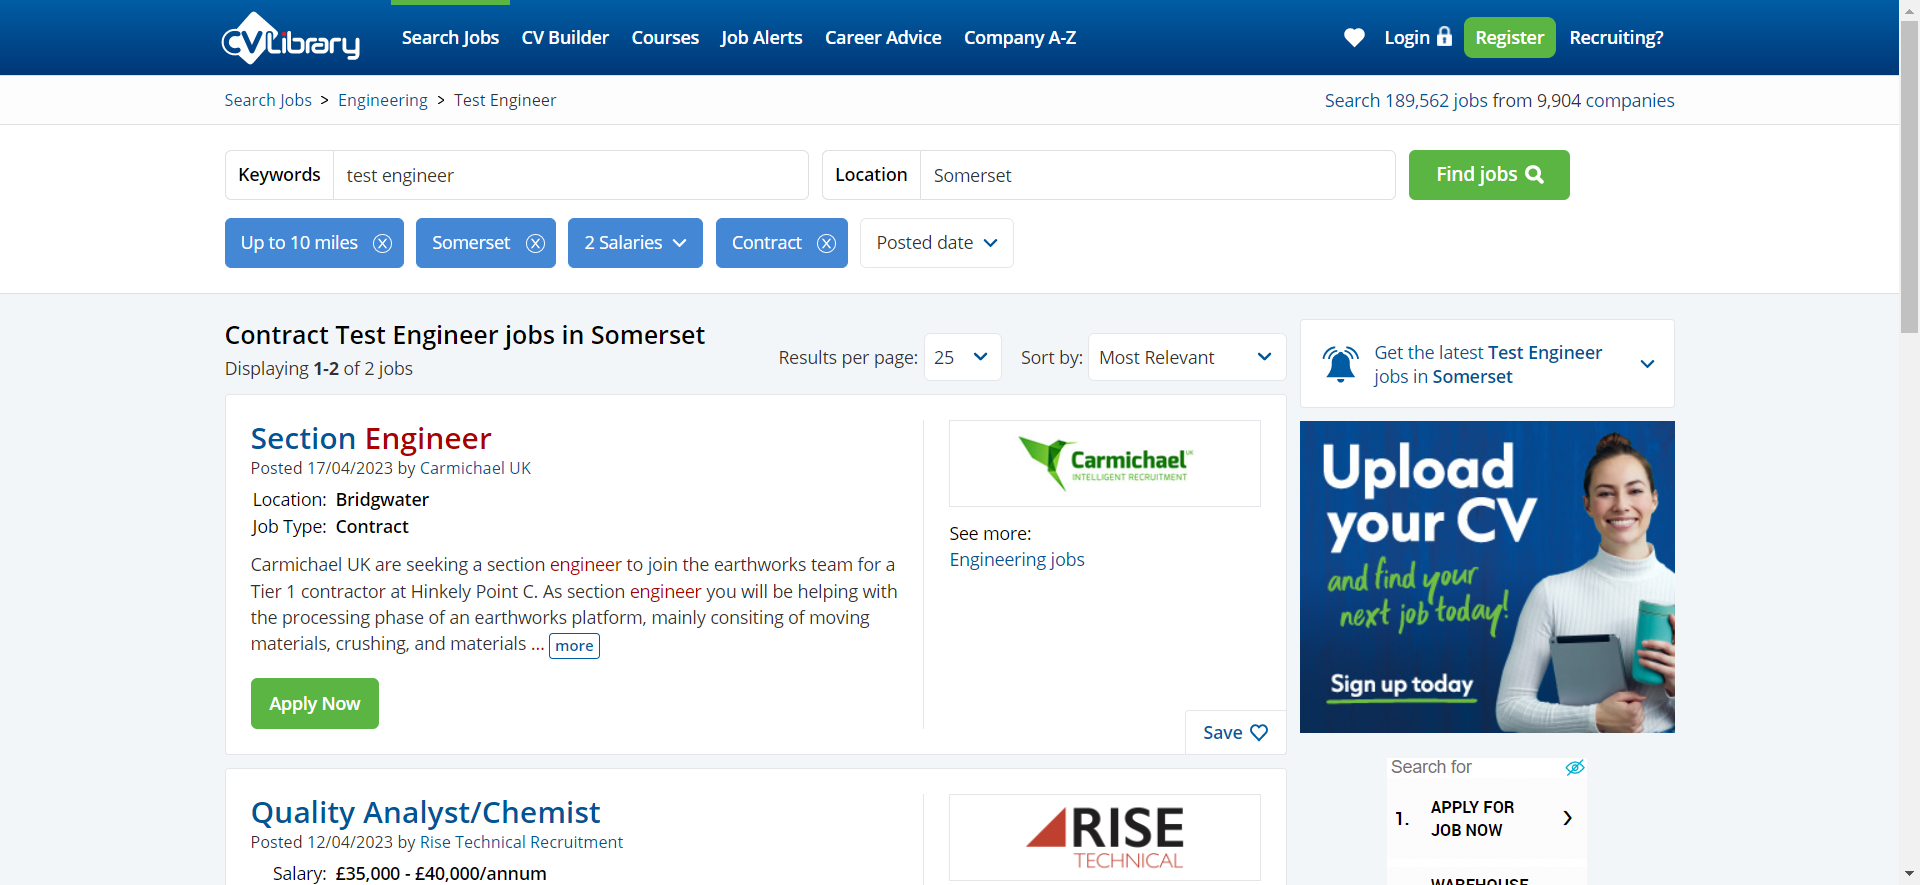 CVLibrary
Search Jobs
CV Builder
Courses
Job Alerts
Career Advice
Company A-Z
Login
Register
Recruiting?
Search Jobs > Engineering > Test Engineer
Search 189,562 jobs from 9,904 companies
Keywords
test engineer
Location
Somerset
Find jobs
Up to 10 miles
Somerset
2 Salaries
Contract
Posted date
Contract Test Engineer jobs in Somerset
Displaying 1-2 of 2 jobs
Results per page:
25
Sort by:
Most Relevant
Get the latest Test Engineer
jobs in Somerset
Section Engineer
Posted 17/04/2023 by Carmichael UK
Location: Bridgwater
Job Type: Contract
Carmichael UK are seeking a section engineer to join the earthworks team for a
Tier 1 contractor at Hinkely Point C. As section engineer you will be helping with
the processing phase of an earthworks platform, mainly consiting of moving
materials, crushing, and materials ... more
Apply Now
Carmichael UK
INTELLIGENT RECRUITMENT
See more:
Engineering jobs
Save
Upload
your CV
and find your
next job today!
Sign up today
Quality Analyst/Chemist
Posted 12/04/2023 by Rise Technical Recruitment
Salary: £35,000 - £40,000/annum
RISE
TECHNICAL
Search for
1. APPLY FOR
JOB NOW
WAREHOUSE